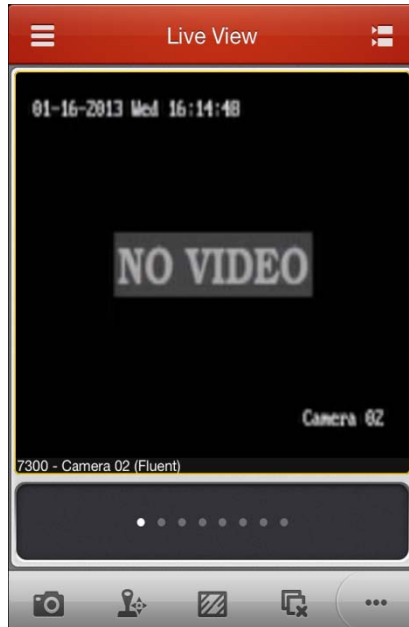 Live View
01-16-2013 Wed 16:14:48
NO VIDEO
Camera 02
7300 - Camera 02 (Fluent)